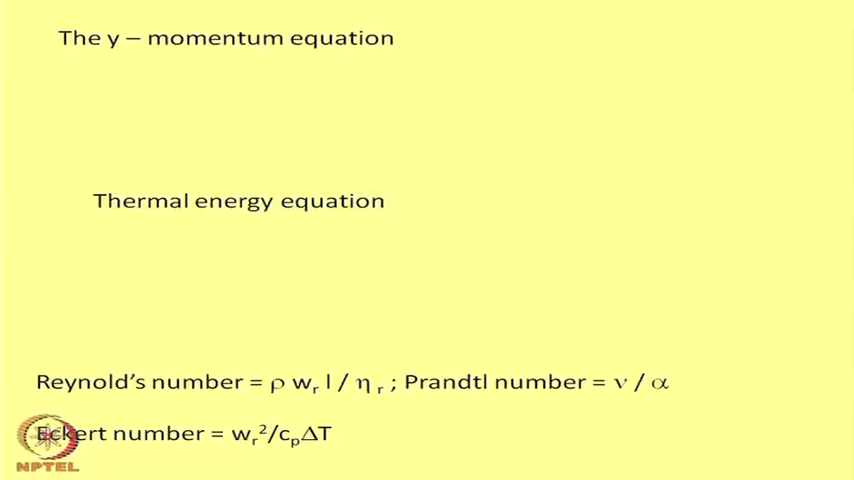 The y – momentum equation
Thermal energy equation
Reynold’s number = ρ wᵣ l / η ᵣ ; Prandtl number = ν / α
Eckert number = wᵣ²/cₚΔT
NPTEL